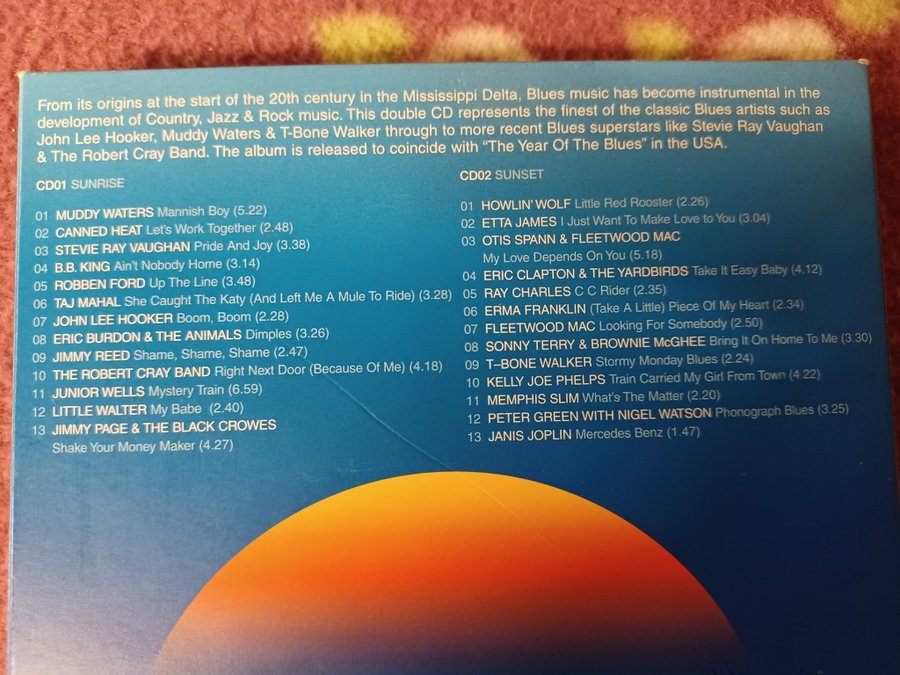 From its origins at the start of the 20th century in the Mississippi Delta, Blues music has become instrumental in the
development of Country, Jazz & Rock music. This double CD represents the finest of the classic Blues artists such as
John Lee Hooker, Muddy Waters & T-Bone Walker through to more recent Blues superstars like Stevie Ray Vaughan
& The Robert Cray Band. The album is released to coincide with "The Year Of The Blues" in the USA.
CD01 SUNRISE
01 MUDDY WATERS Mannish Boy (5.22)
02 CANNED HEAT Let's Work Together (2.48)
03 STEVIE RAY VAUGHAN Pride And Joy (3.38)
04 B.B. KING Ain't Nobody Home (3.14)
05 ROBBEN FORD Up The Line (3.48)
06 TAJ MAHAL She Caught The Katy (And Left Me A Mule To Ride) (3.28)
07 JOHN LEE HOOKER Boom, Boom (2.28)
08 ERIC BURDON & THE ANIMALS Dimples (3.26)
09 JIMMY REED Shame, Shame, Shame (2.47)
10 THE ROBERT CRAY BAND Right Next Door (Because Of Me) (4.18)
11 JUNIOR WELLS Mystery Train (6.59)
12 LITTLE WALTER My Babe (2.40)
13 JIMMY PAGE & THE BLACK CROWES
Shake Your Money Maker (4.27)
CD02 SUNSET
01 HOWLIN' WOLF Little Red Rooster (2.26)
02 ETTA JAMES I Just Want To Make Love to You (3.04)
03 OTIS SPANN & FLEETWOOD MAC
My Love Depends On You (5.18)
04 ERIC CLAPTON & THE YARDBIRDS Take It Easy Baby (4.12)
05 RAY CHARLES C C Rider (2.35)
06 ERMA FRANKLIN (Take A Little) Piece Of My Heart (2.34)
07 FLEETWOOD MAC Looking For Somebody (2.50)
08 SONNY TERRY & BROWNIE McGHEE Bring It On Home To Me (3.30)
09 T–BONE WALKER Stormy Monday Blues (2.24)
10 KELLY JOE PHELPS Train Carried My Girl From Town (4.22)
11 MEMPHIS SLIM What's The Matter (2.20)
12 PETER GREEN WITH NIGEL WATSON Phonograph Blues (3.25)
13 JANIS JOPLIN Mercedes Benz (1.47)